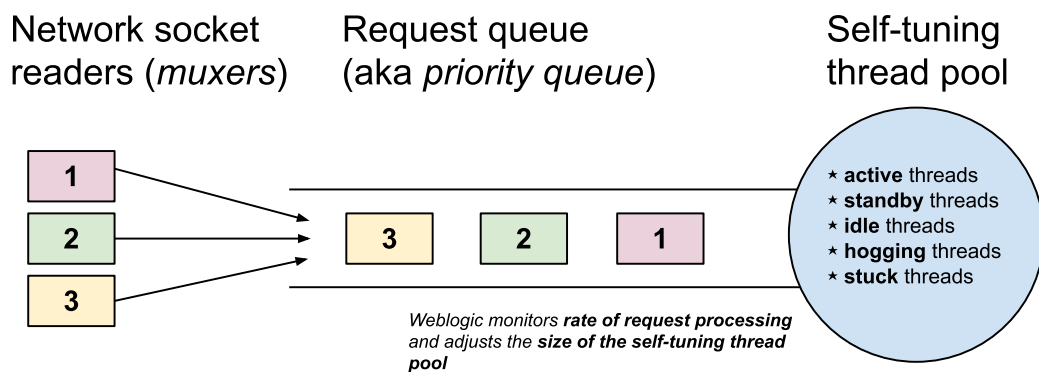 Network socket
readers (muxers)
Request queue
(aka priority queue)
Self-tuning
thread pool
1
2
3
3
2
1
★ active threads
★ standby threads
★ idle threads
★ hogging threads
★ stuck threads
Weblogic monitors rate of request processing
and adjusts the size of the self-tuning thread
pool